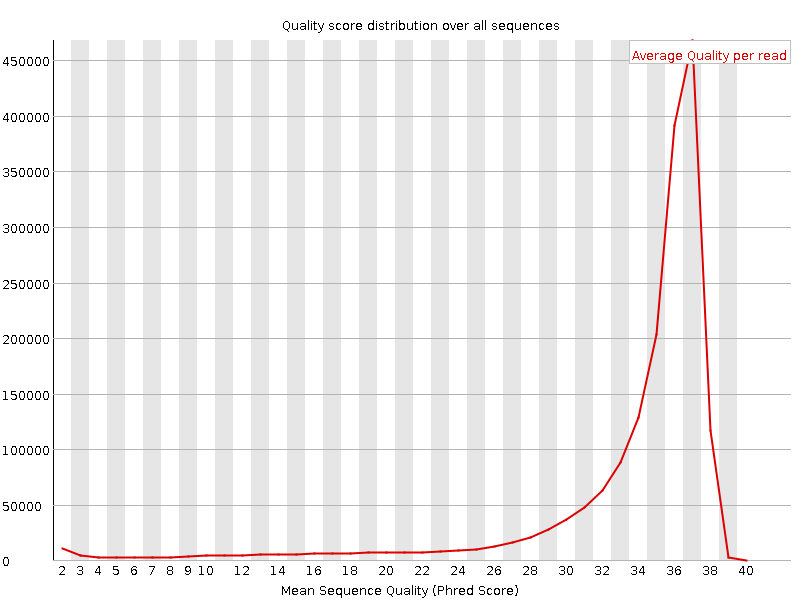 Quality score distribution over all sequences
Average Quality per read
450000
400000
350000
300000
250000
200000
150000
100000
50000
0
2 3 4 5 6 7 8 9 10 12 14 16 18 20 22 24 26 28 30 32 34 36 38 40
Mean Sequence Quality (Phred Score)